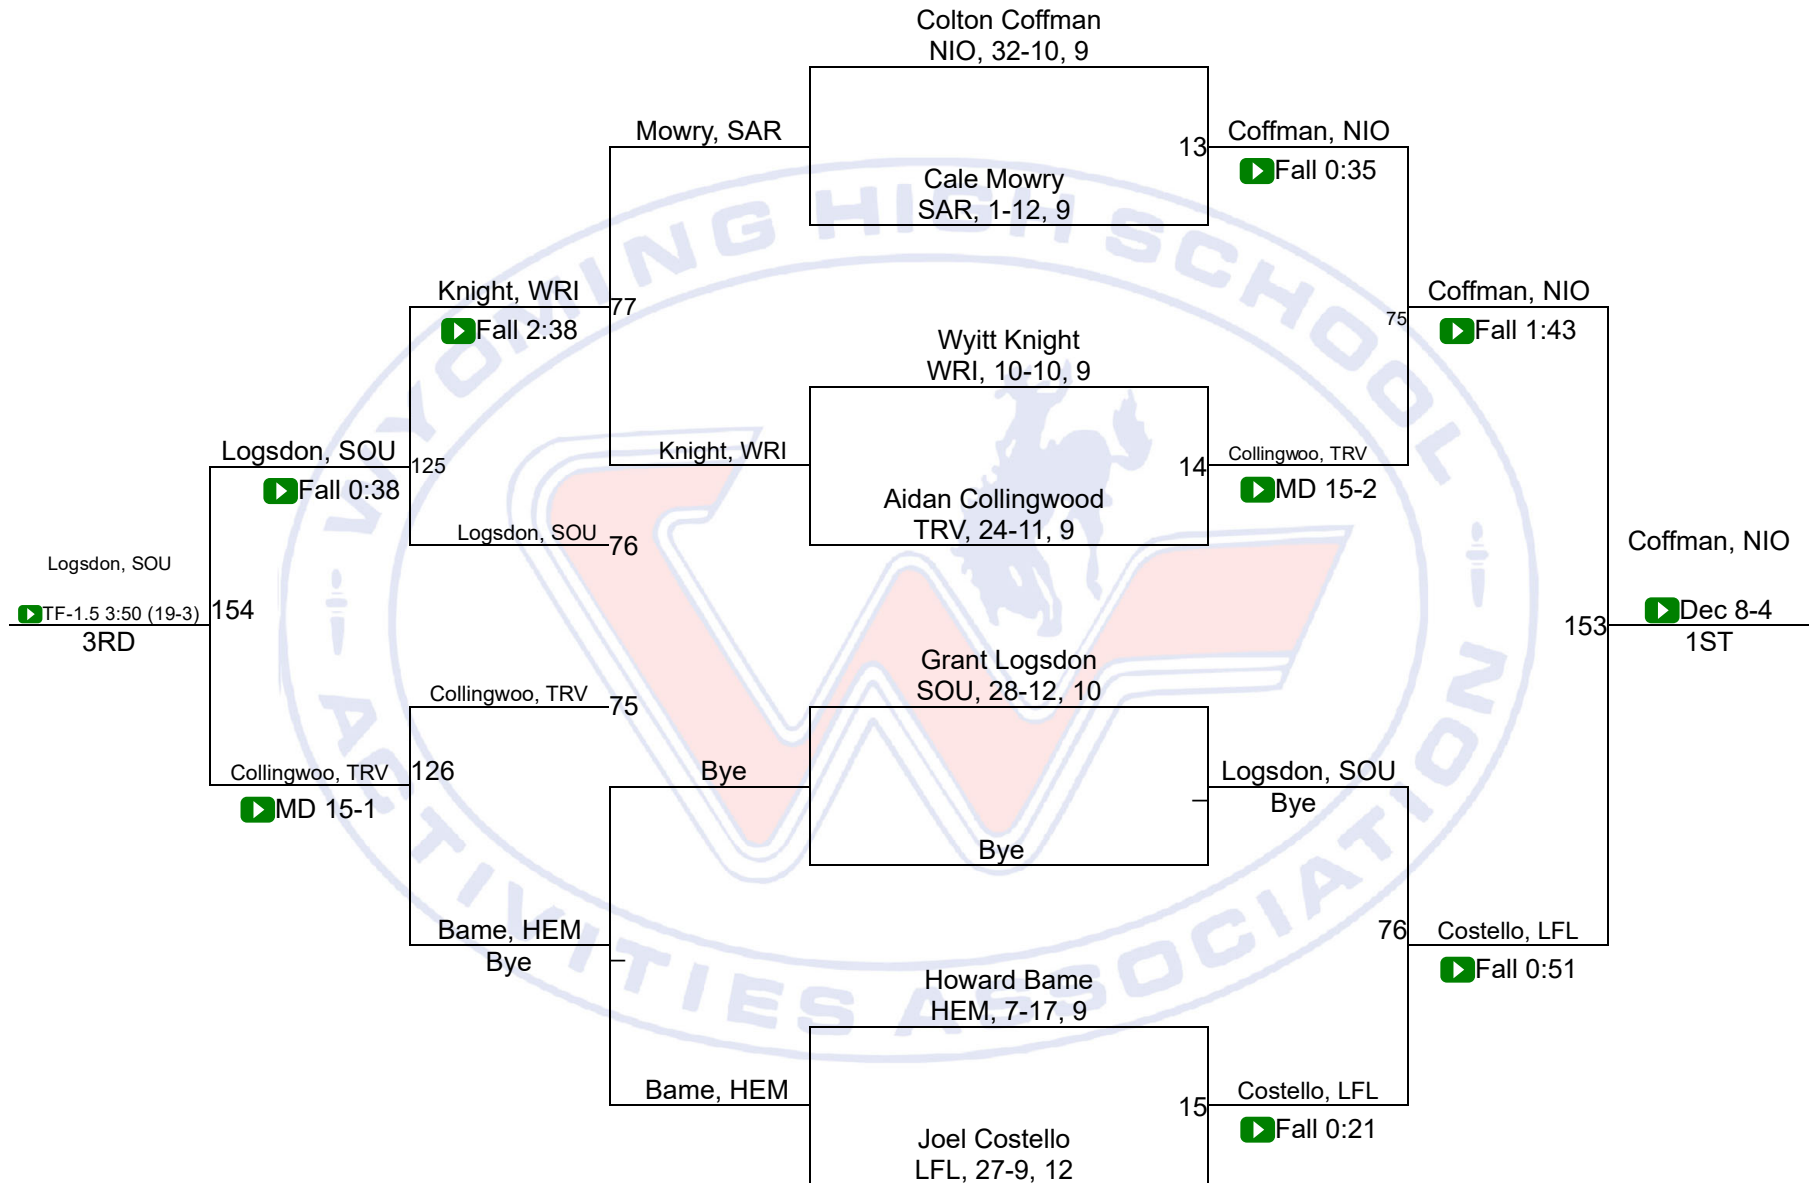 Colton Coffman
NIO, 32-10, 9
Mowry, SAR
13
Coffman, NIO
Fall 0:35
Cale Mowry
SAR, 1-12, 9
Knight, WRI
77
Fall 2:38
Coffman, NIO
75
Fall 1:43
Wyitt Knight
WRI, 10-10, 9
Logsdon, SOU
125
Fall 0:38
Knight, WRI
14
Collingwoo, TRV
MD 15-2
Aidan Collingwood
TRV, 24-11, 9
Logsdon, SOU
76
Coffman, NIO
Logsdon, SOU
TF-1.5 3:50 (19-3)
154
3RD
153
Dec 8-4
1ST
Grant Logsdon
SOU, 28-12, 10
Collingwoo, TRV
75
Collingwoo, TRV
126
MD 15-1
Bye
Logsdon, SOU
Bye
Bye
Bame, HEM
Bye
76
Costello, LFL
Fall 0:51
Howard Bame
HEM, 7-17, 9
Bame, HEM
15
Costello, LFL
Fall 0:21
Joel Costello
LFL, 27-9, 12
WYOMING HIGH SCHOOL
ACTIVITIES ASSOCIATION